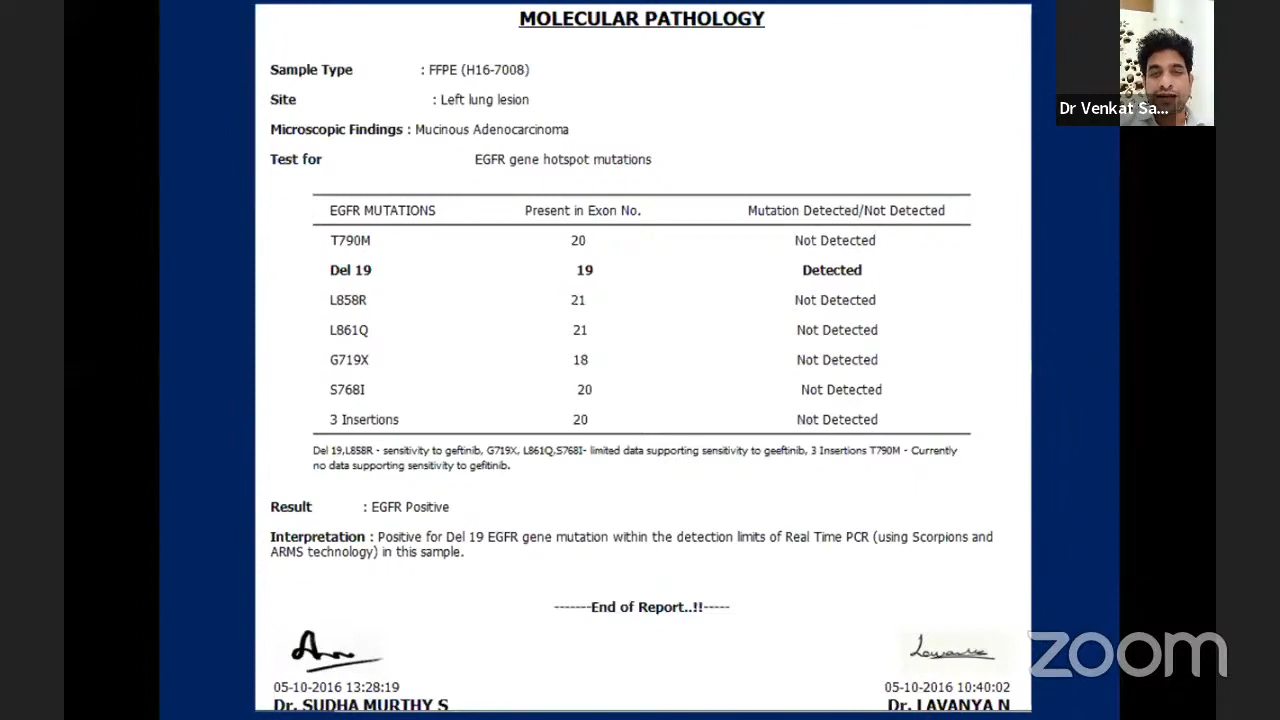 MOLECULAR PATHOLOGY
Sample Type : FFPE (H16-7008)
Site : Left lung lesion
Microscopic Findings : Mucinous Adenocarcinoma
Test for EGFR gene hotspot mutations
EGFR MUTATIONS Present in Exon No. Mutation Detected/Not Detected
T790M 20 Not Detected
Del 19 19 Detected
L858R 21 Not Detected
L861Q 21 Not Detected
G719X 18 Not Detected
S768I 20 Not Detected
3 Insertions 20 Not Detected
Del 19,L858R - sensitivity to geftinib, G719X, L861Q,S768I- limited data supporting sensitivity to geeftinib, 3 Insertions T790M - Currently
no data supporting sensitivity to gefitinib.
Result : EGFR Positive
Interpretation : Positive for Del 19 EGFR gene mutation within the detection limits of Real Time PCR (using Scorpions and
ARMS technology) in this sample.
-------End of Report..!!-----
05-10-2016 13:28:19 05-10-2016 10:40:02
Dr. SUDHA MURTHY S Dr. LAVANYA N
Dr Venkat Sa...
zoom